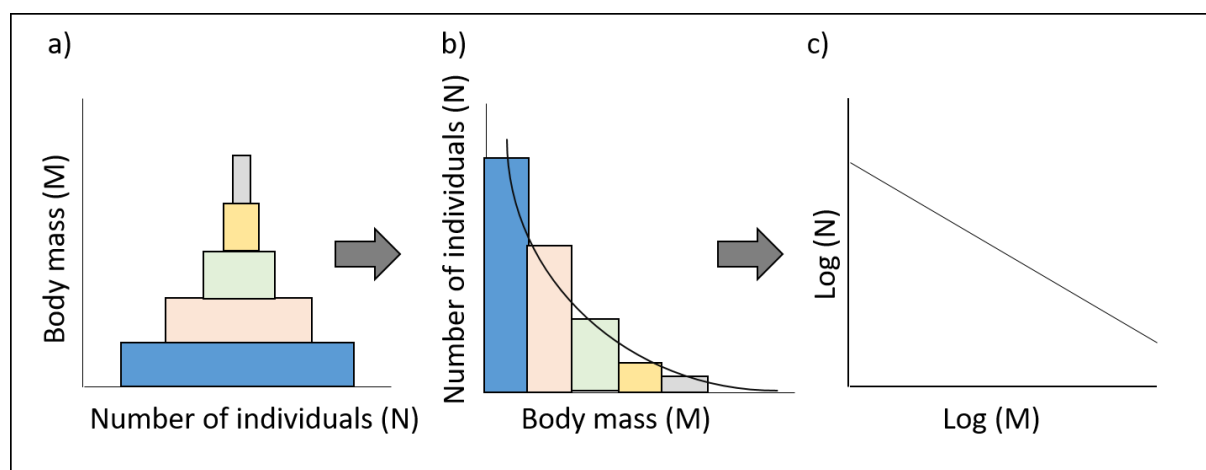 a)
Body mass (M)
Number of individuals (N)
b)
Number of individuals (N)
Body mass (M)
c)
Log (N)
Log (M)